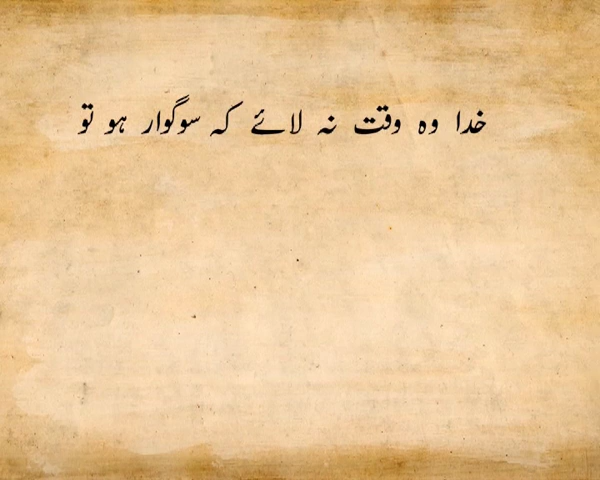 خدا وہ وقت نہ لائے کہ سوگوار ہو تو